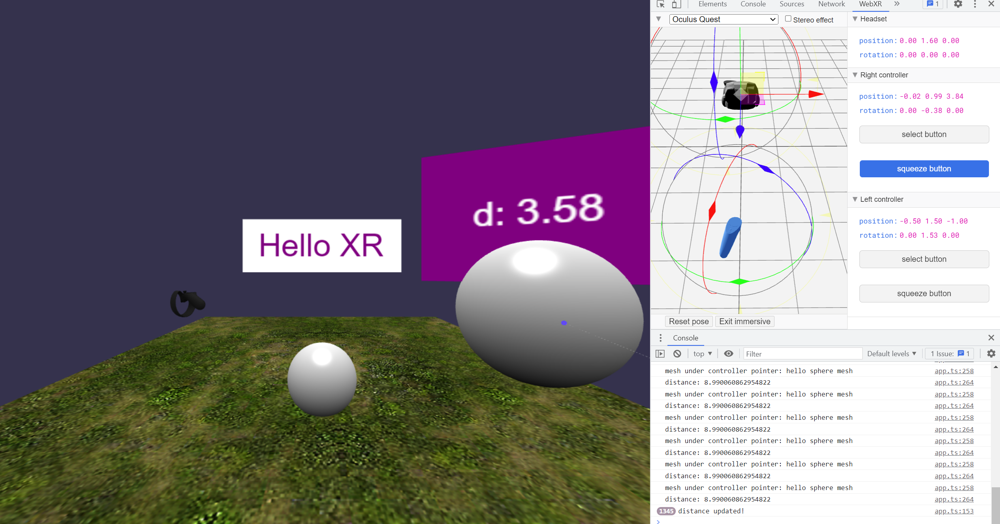 d: 3.58
Hello XR
Elements Console Sources Network WebXR 1
Oculus Quest Stereo effect
Headset
position: 0.00 1.60 0.00
rotation: 0.00 0.00 0.00
Right controller
position: -0.02 0.99 3.84
rotation: 0.00 -0.38 0.00
select button
squeeze button
Left controller
position: -0.50 1.50 -1.00
rotation: 0.00 1.53 0.00
select button
squeeze button
Reset pose Exit immersive
Console
top Filter Default levels 1 Issue: 1
mesh under controller pointer: hello sphere mesh app.ts:258
distance: 8.990060862954822 app.ts:264
mesh under controller pointer: hello sphere mesh app.ts:258
distance: 8.990060862954822 app.ts:264
mesh under controller pointer: hello sphere mesh app.ts:258
distance: 8.990060862954822 app.ts:264
mesh under controller pointer: hello sphere mesh app.ts:258
distance: 8.990060862954822 app.ts:264
mesh under controller pointer: hello sphere mesh app.ts:258
distance: 8.990060862954822 app.ts:264
mesh under controller pointer: hello sphere mesh app.ts:258
distance: 8.990060862954822 app.ts:264
1345 distance updated! app.ts:153